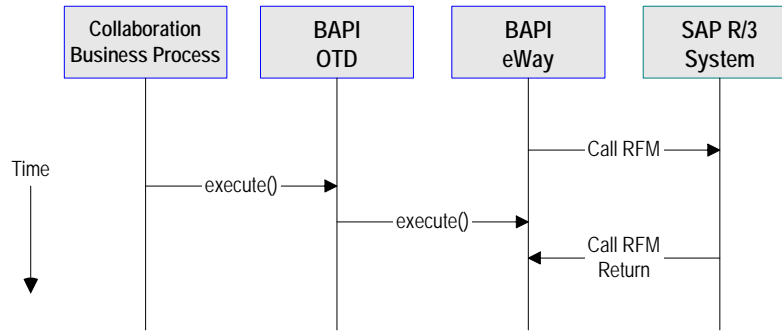 Collaboration
Business Process
BAPI
OTD
BAPI
eWay
SAP R/3
System
Call RFM
Time
execute()
execute()
Call RFM
Return